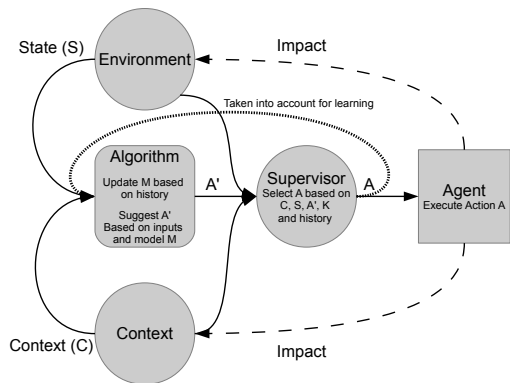 State (S)
Environment
Impact
Taken into account for learning
Algorithm
Update M based
on history
Suggest A'
Based on inputs
and model M
A'
Supervisor
Select A based on
C, S, A', K
and history
A
Agent
Execute Action A
Context
Context (C)
Impact